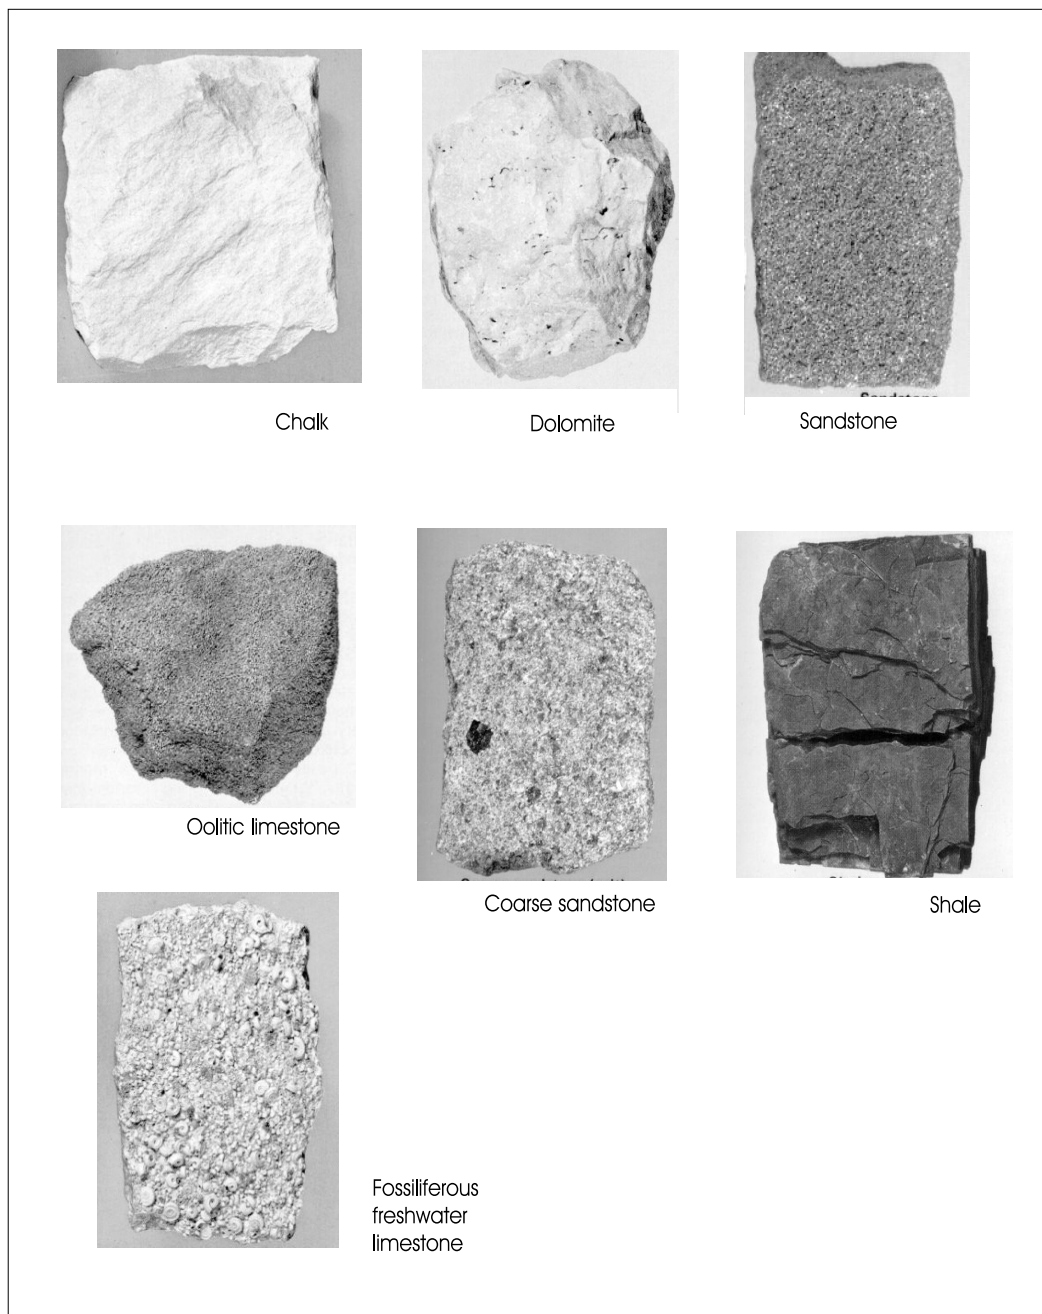 Chalk
Dolomite
Sandstone
Oolitic limestone
Coarse sandstone
Shale
Fossiliferous
freshwater
limestone